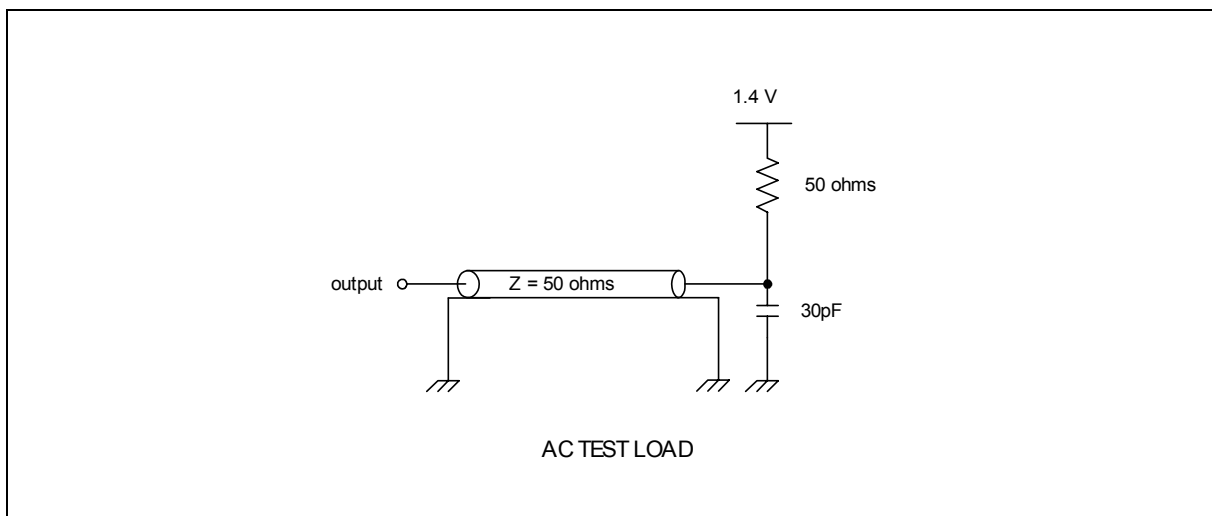 1.4 V
50 ohms
output
Z = 50 ohms
30pF
AC TEST LOAD